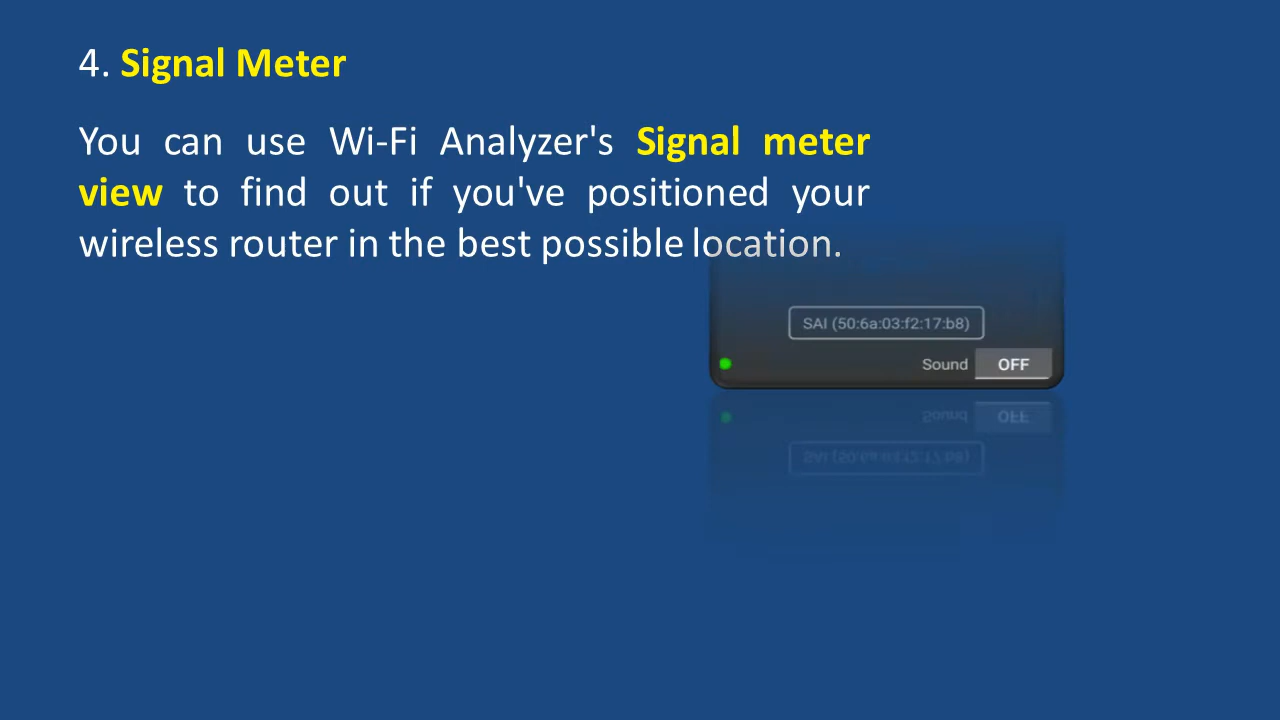 4. Signal Meter
You can use Wi-Fi Analyzer's Signal meter
view to find out if you've positioned your
wireless router in the best possible location.
SAI (50:6a:03:f2:17:b8)
Sound OFF